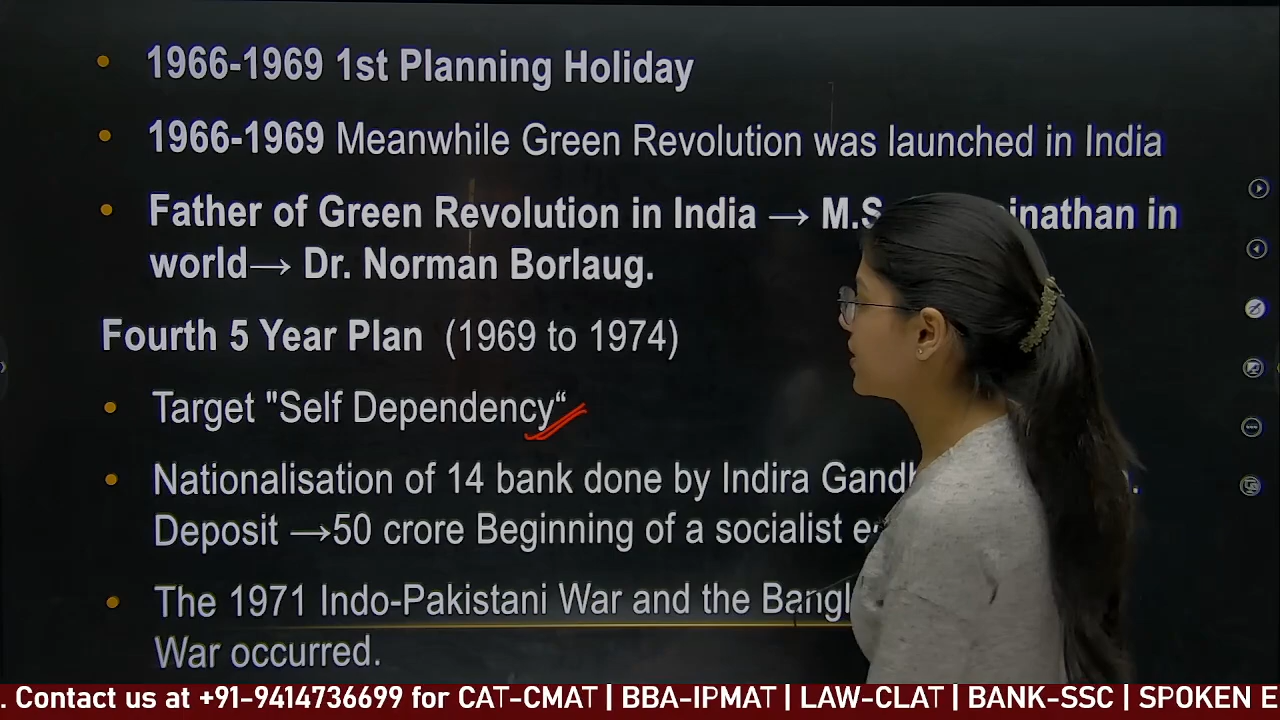 • 1966-1969 1st Planning Holiday
• 1966-1969 Meanwhile Green Revolution was launched in India
• Father of Green Revolution in India → M.S in
world→ Dr. Norman Borlaug.
Fourth 5 Year Plan (1969 to 1974)
• Target "Self Dependency“
• Nationalisation of 14 bank done by Indira
Deposit →50 crore Beginning of a socialist
• The 1971 Indo-Pakistani War and the
War occurred.
. Contact us at +91-9414736699 for CAT-CMAT | BBA-IPMAT | LAW-CLAT | BANK-SSC | SPOKEN E